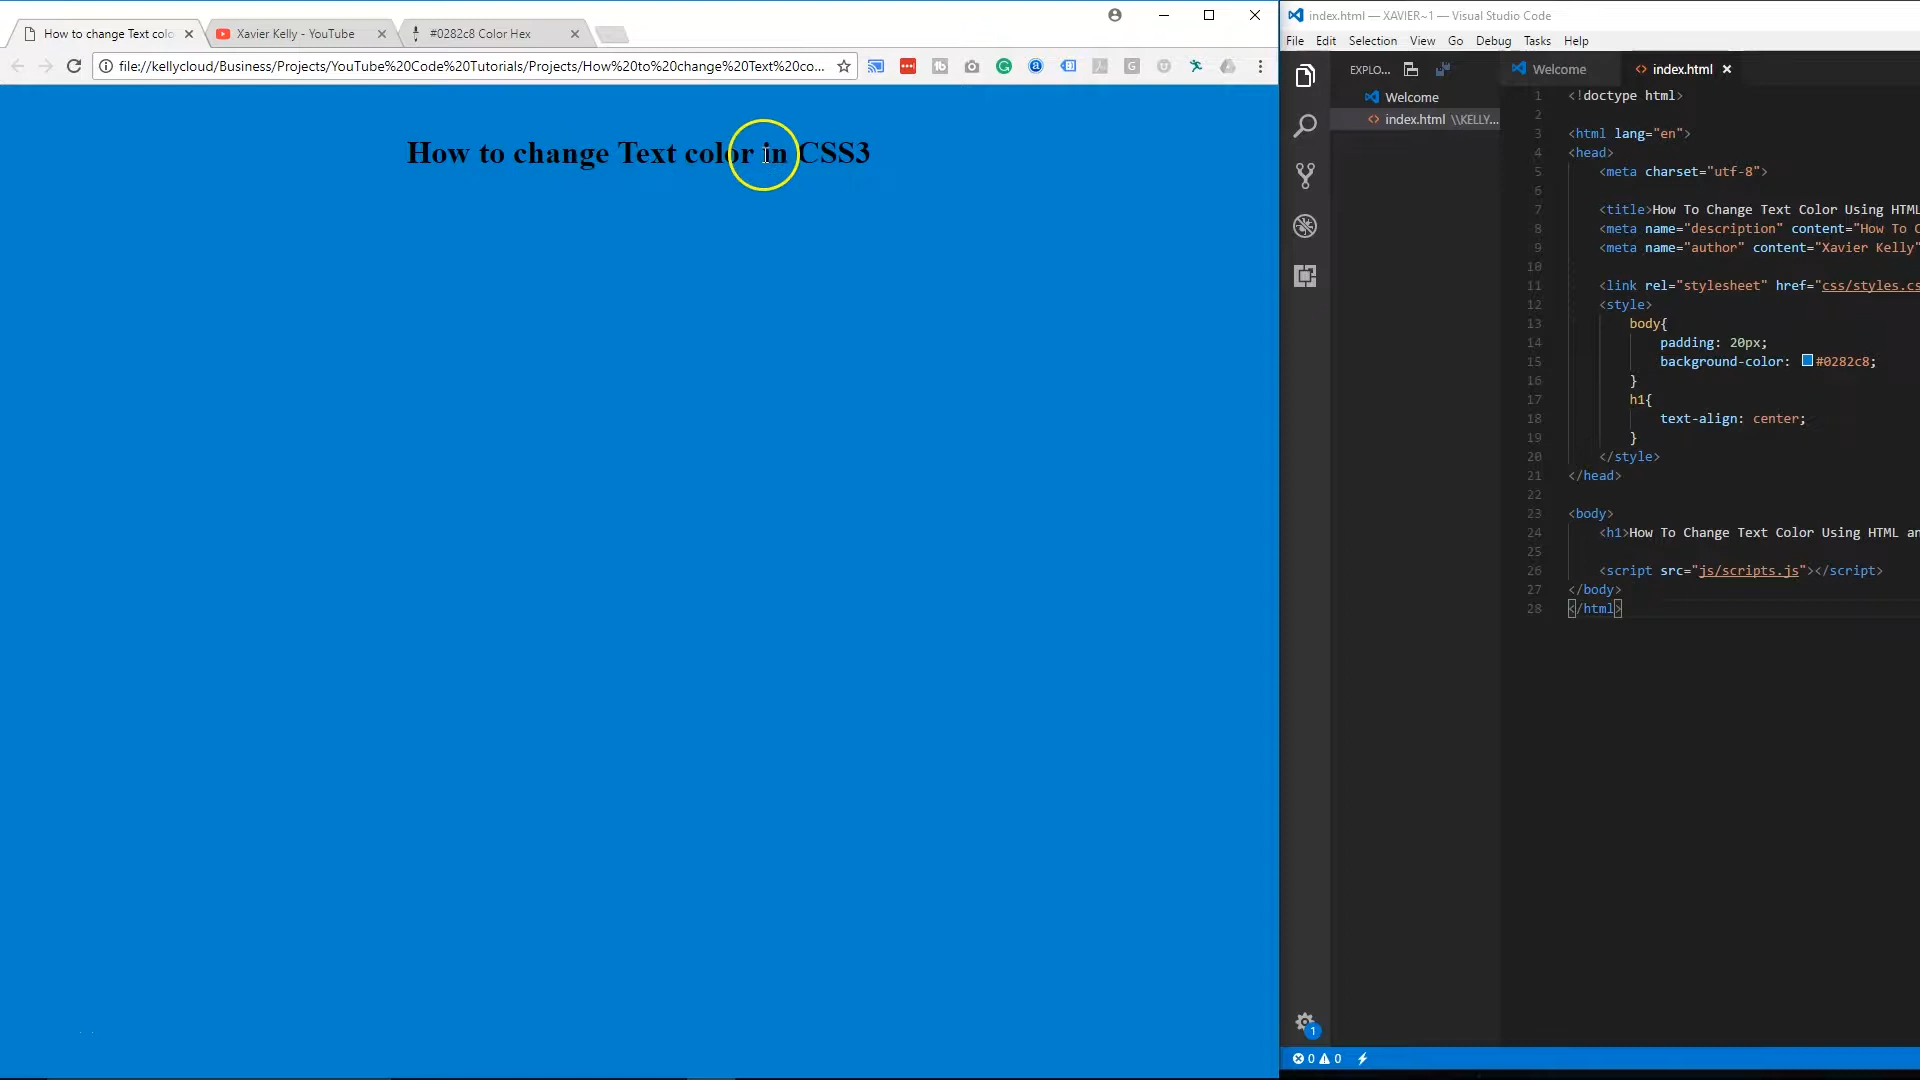 How to change Text colo
Xavier Kelly - YouTube
#0282c8 Color Hex
file://kellycloud/Business/Projects/YouTube%20Code%20Tutorials/Projects/How%20to%20change%20Text%20co...
How to change Text color in CSS3
index.html — XAVIER~1 — Visual Studio Code
File Edit Selection View Go Debug Tasks Help
EXPLO...
Welcome
index.html \\KELLY...
Welcome
index.html
1 <!doctype html>
2
3 <html lang="en">
4 <head>
5 <meta charset="utf-8">
6
7 <title>How To Change Text Color Using HTML
8 <meta name="description" content="How To C
9 <meta name="author" content="Xavier Kelly"
10
11 <link rel="stylesheet" href="css/styles.cs
12 <style>
13 body{
14 padding: 20px;
15 background-color: #0282c8;
16 }
17 h1{
18 text-align: center;
19 }
20 </style>
21 </head>
22
23 <body>
24 <h1>How To Change Text Color Using HTML an
25
26 <script src="js/scripts.js"></script>
27 </body>
28 </html>
1
0 0